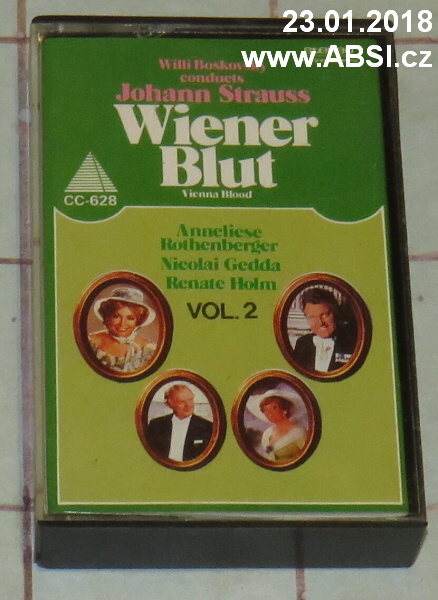 23.01.2018
www.ABSI.cz
Willi Boskovsky
conducts
Johann Strauss
Wiener
Blut
Vienna Blood
CC-628
Anneliese
Rothenberger
Nicolai Gedda
Renate Holm
VOL. 2